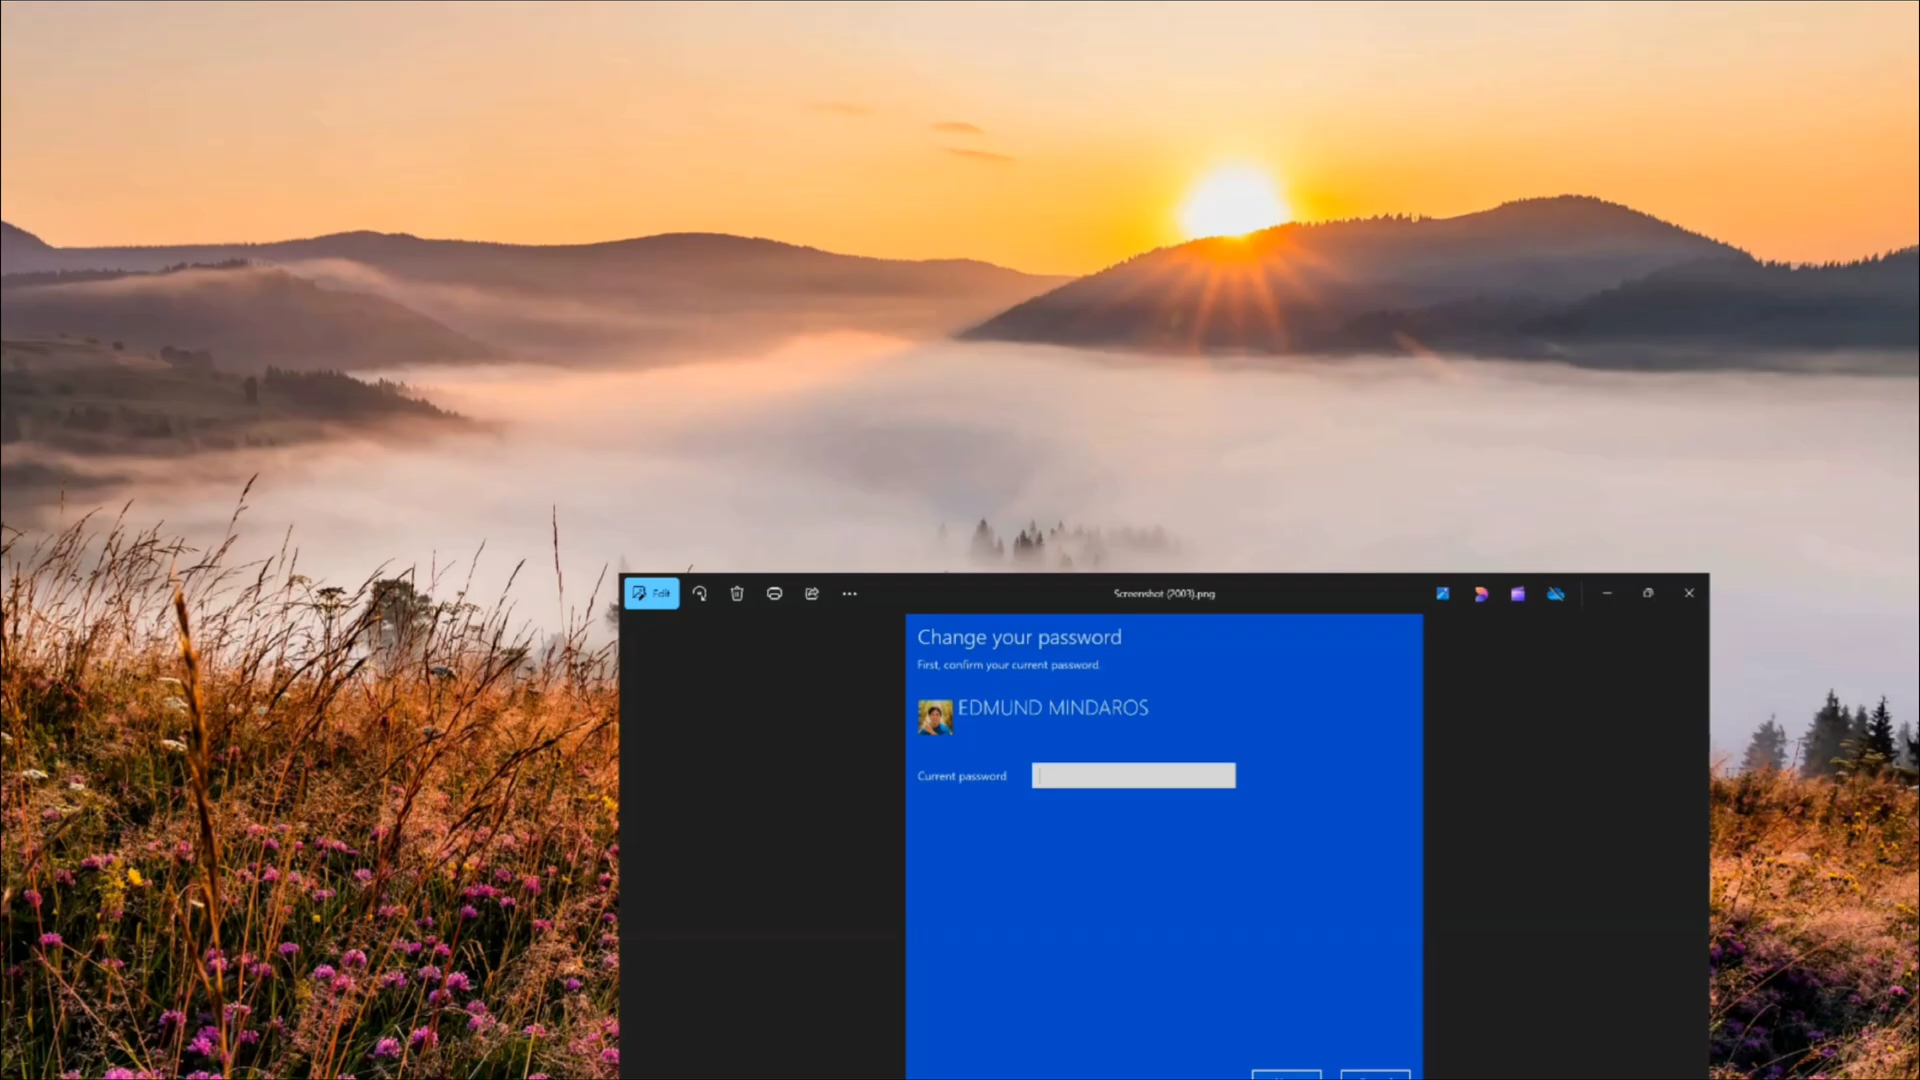 Edit
Screenshot (2003).png
Change your password
First, confirm your current password.
EDMUND MINDAROS
Current password